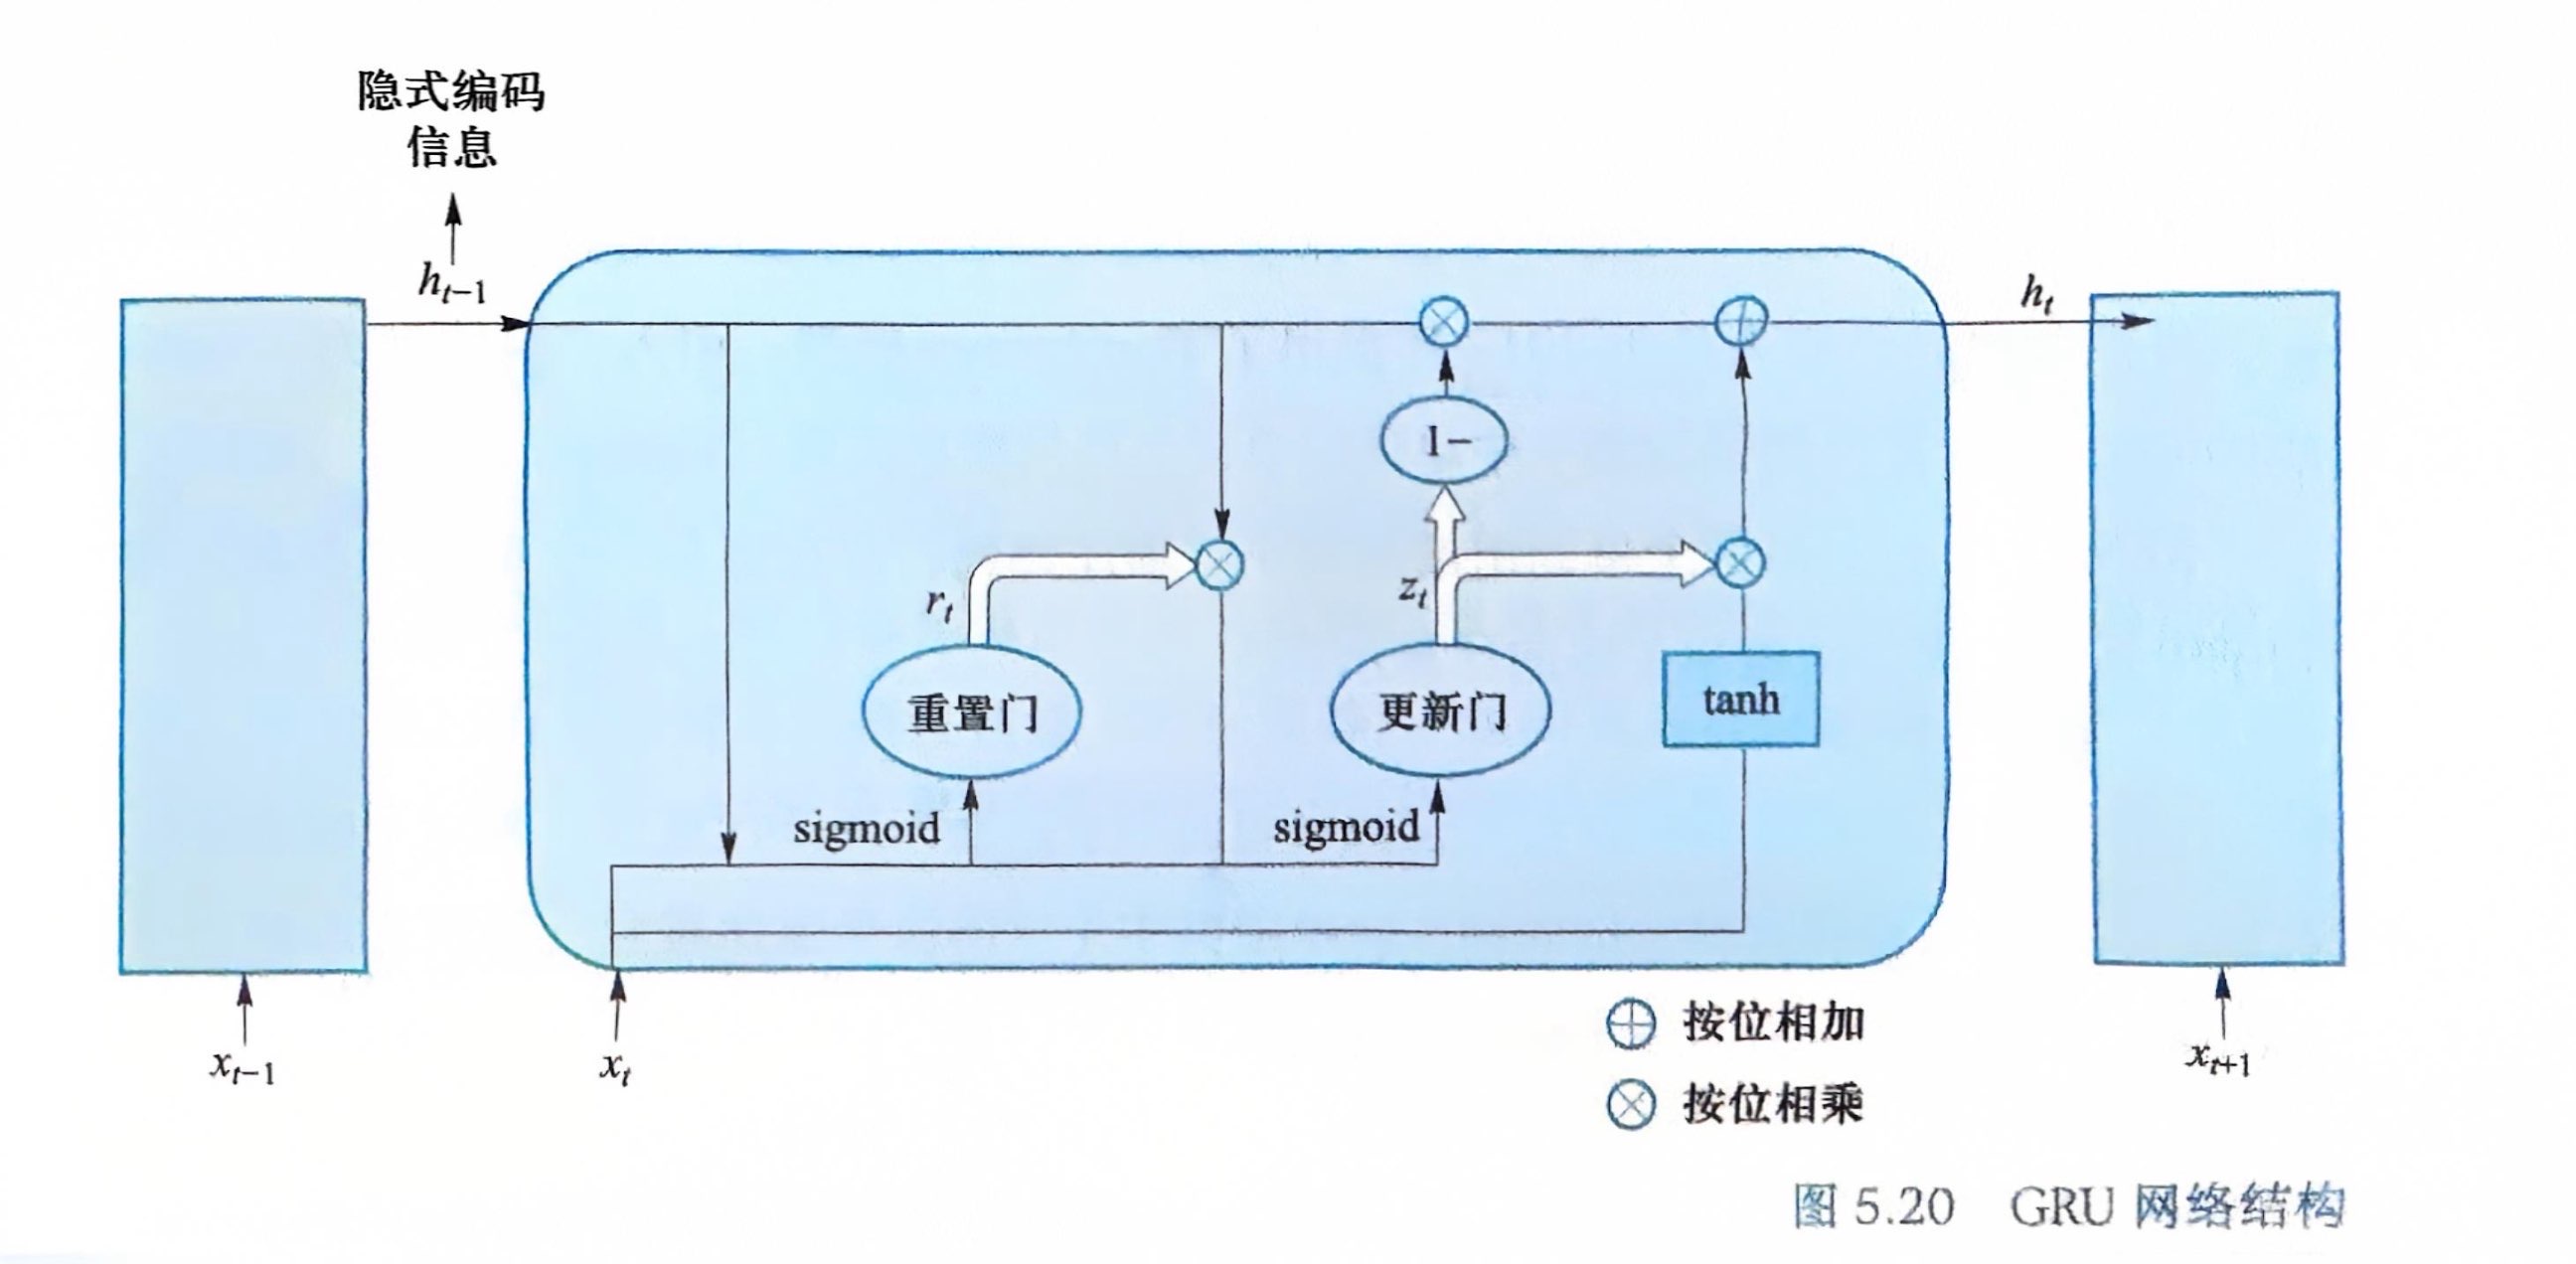 隐式编码
信息
h_{t-1}
h_t
1-
r_t
z_t
重置门
更新门
tanh
sigmoid
sigmoid
x_{t-1}
x_t
x_{t+1}
按位相加
按位相乘
图 5.20 GRU 网络结构